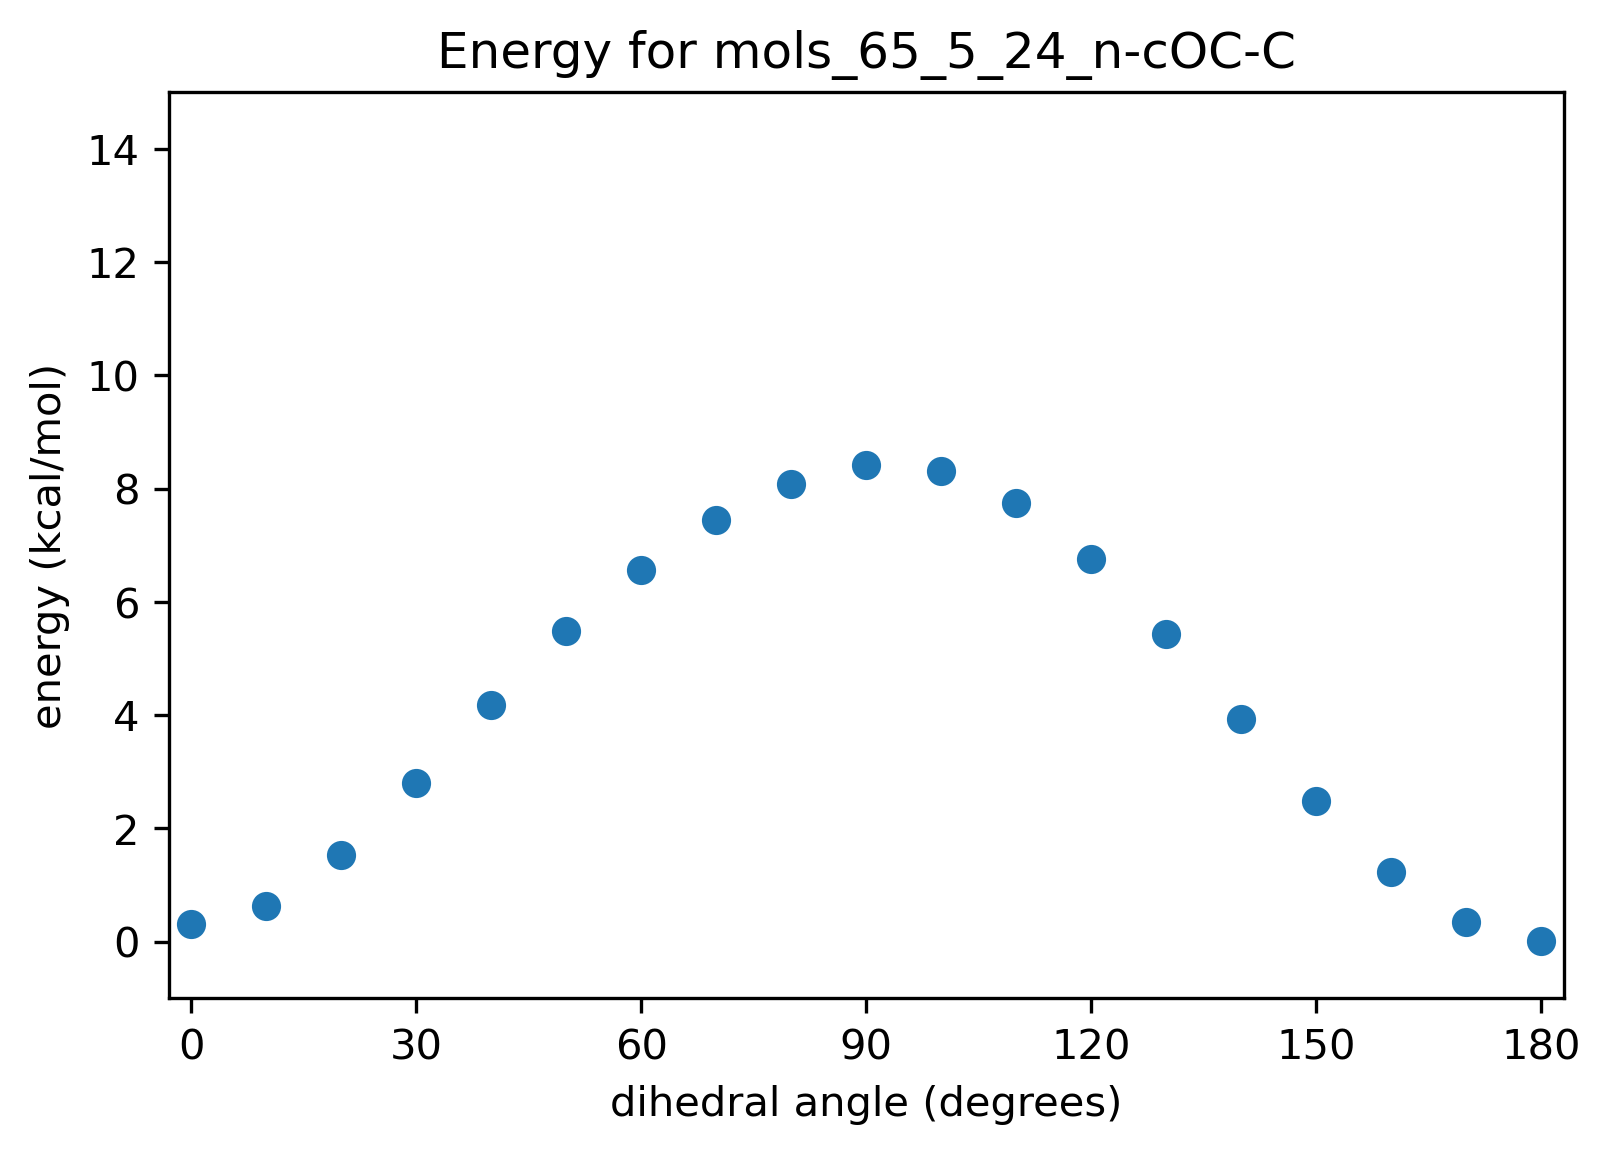 Energy for mols_65_5_24_n-cOC-C
energy (kcal/mol)
14
12
10
8
6
4
2
0
0 30 60 90 120 150 180
dihedral angle (degrees)